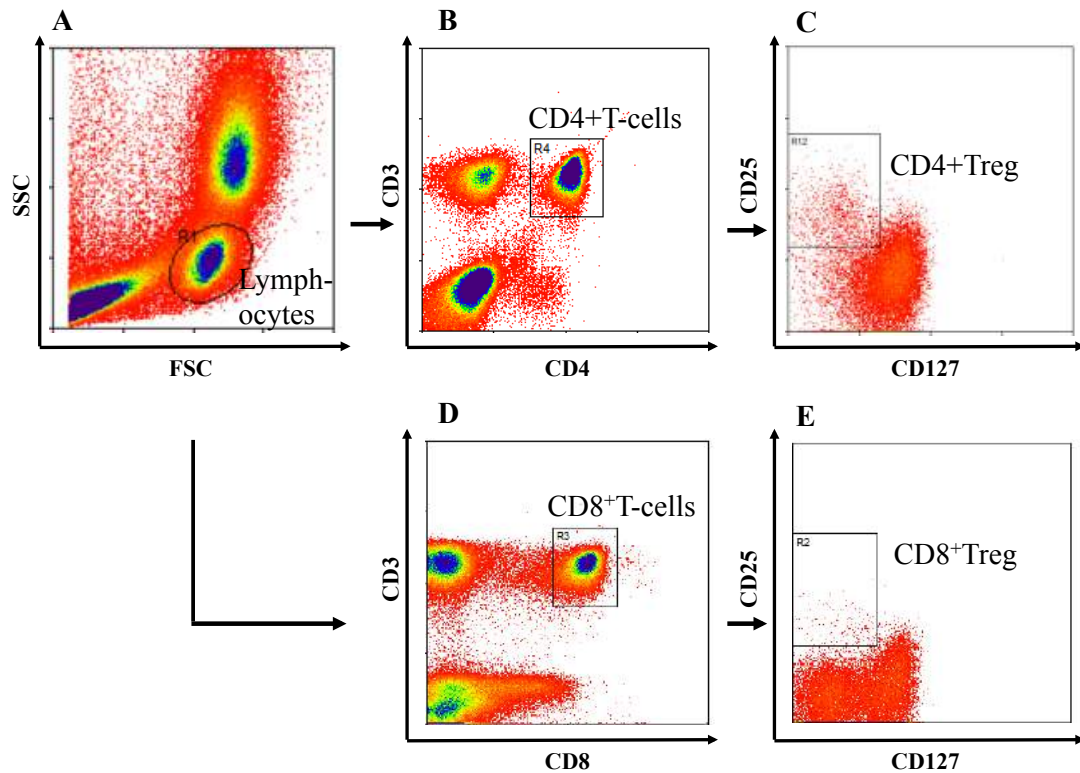 A
SSC
R1
Lymph-
ocytes
FSC
B
CD3
CD4+T-cells
R4
CD4
C
CD25
R12
CD4+Treg
CD127
D
CD3
CD8⁺T-cells
R3
CD8
E
CD25
R2
CD8⁺Treg
CD127